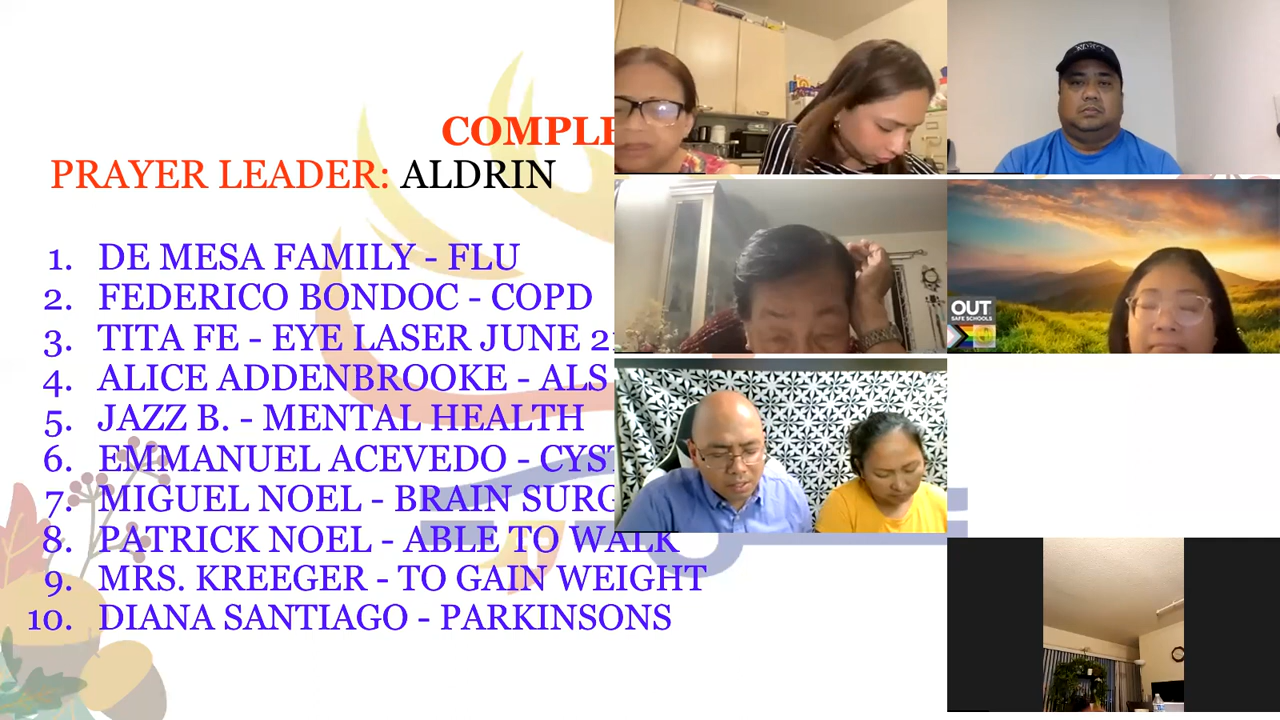 COMPLE
PRAYER LEADER: ALDRIN
1. DE MESA FAMILY - FLU
2. FEDERICO BONDOC - COPD
3. TITA FE - EYE LASER JUNE 2
4. ALICE ADDENBROOKE - ALS
5. JAZZ B. - MENTAL HEALTH
6. EMMANUEL ACEVEDO - CYST
7. MIGUEL NOEL - BRAIN SURG
8. PATRICK NOEL - ABLE TO WALK
9. MRS. KREEGER - TO GAIN WEIGHT
10. DIANA SANTIAGO - PARKINSONS
OUT
SAFE SCHOOLS